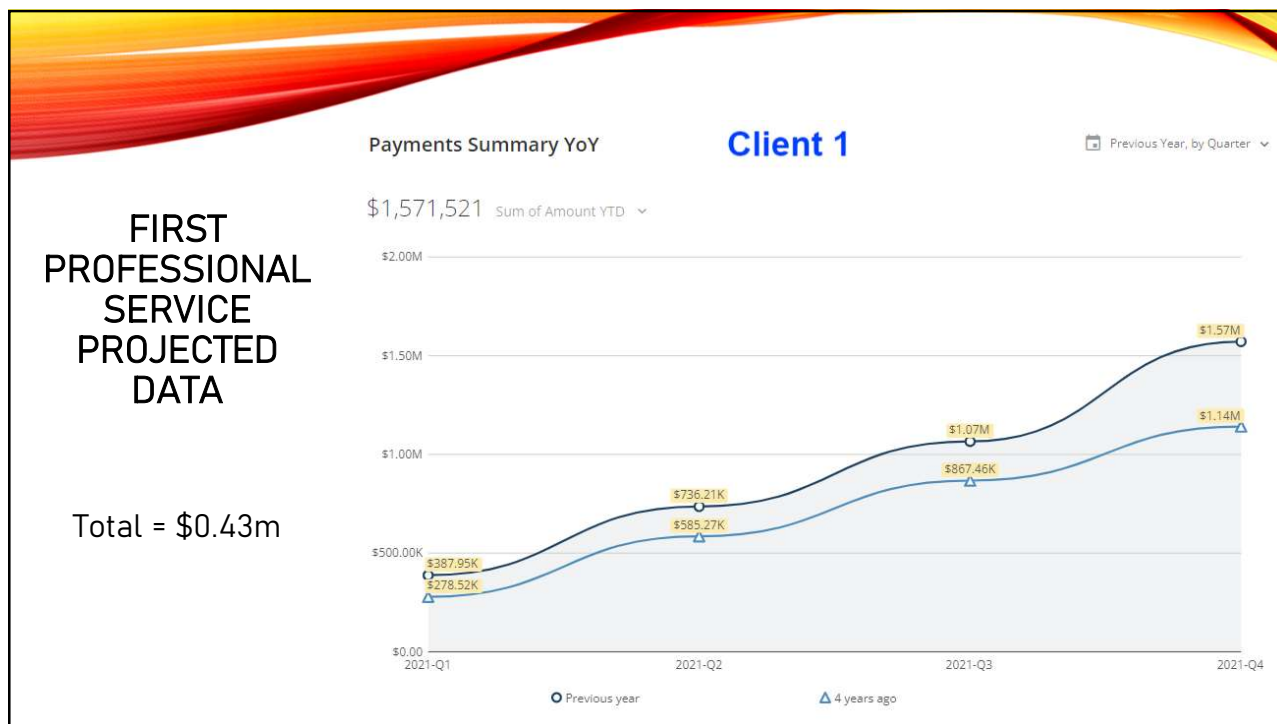 Payments Summary YoY
Client 1
Previous Year, by Quarter
$1,571,521 Sum of Amount YTD
FIRST
PROFESSIONAL
SERVICE
PROJECTED
DATA
Total = $0.43m
$2.00M
$1.50M
$1.00M
$500.00K
$0.00
$387.95K
$278.52K
$736.21K
$585.27K
$1.07M
$867.46K
$1.57M
$1.14M
2021-Q1
2021-Q2
2021-Q3
2021-Q4
Previous year
4 years ago